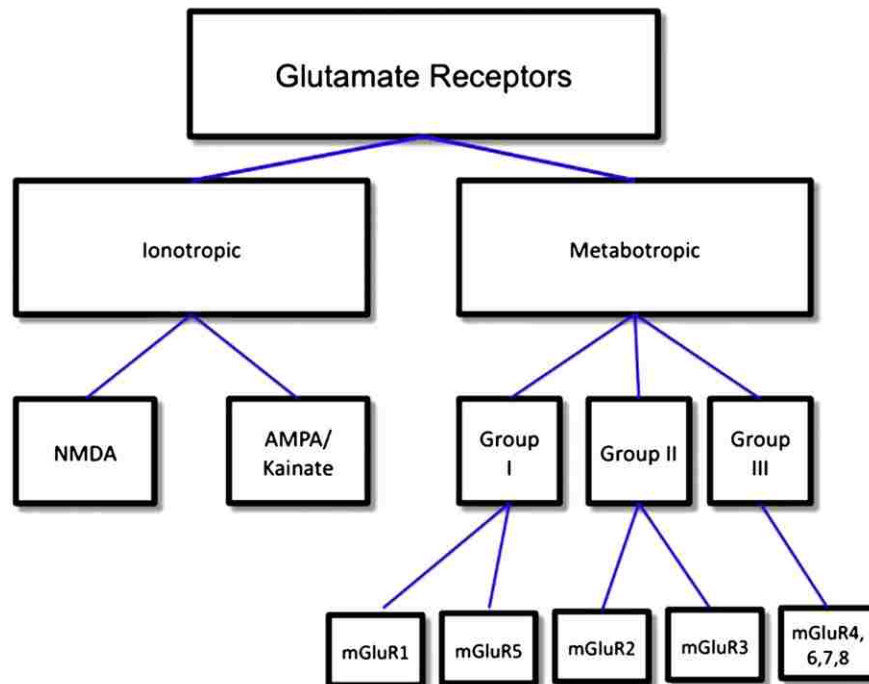 Glutamate Receptors
Ionotropic
Metabotropic
NMDA
AMPA/
Kainate
Group
I
Group II
Group
III
mGluR1
mGluR5
mGluR2
mGluR3
mGluR4,
6,7,8